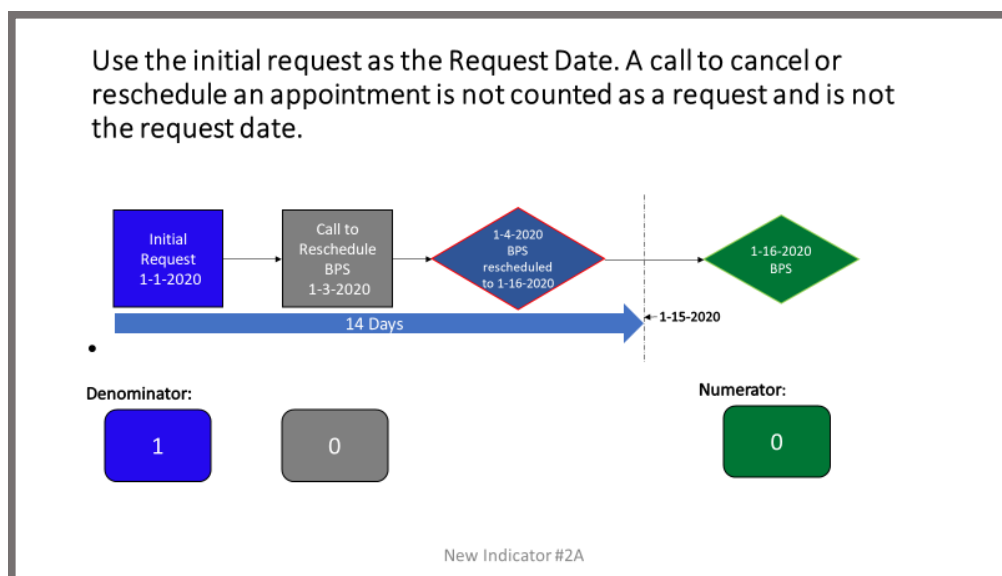 Use the initial request as the Request Date. A call to cancel or
reschedule an appointment is not counted as a request and is not
the request date.
Initial
Request
1-1-2020
Call to
Reschedule
BPS
1-3-2020
1-4-2020
BPS
rescheduled
to 1-16-2020
1-16-2020
BPS
14 Days
1-15-2020
•
Denominator:
Numerator:
1
0
0
New Indicator #2A